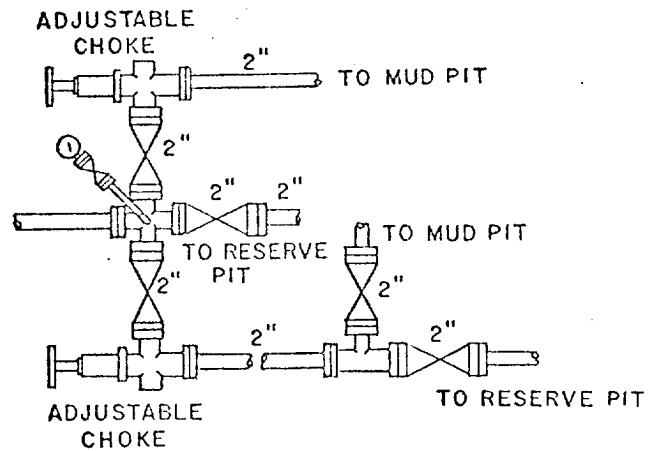 ADJUSTABLE
CHOKE
2"
TO MUD PIT
2"
2"
2"
TO RESERVE
PIT
TO MUD PIT
2"
2"
2"
2"
TO RESERVE PIT
ADJUSTABLE
CHOKE